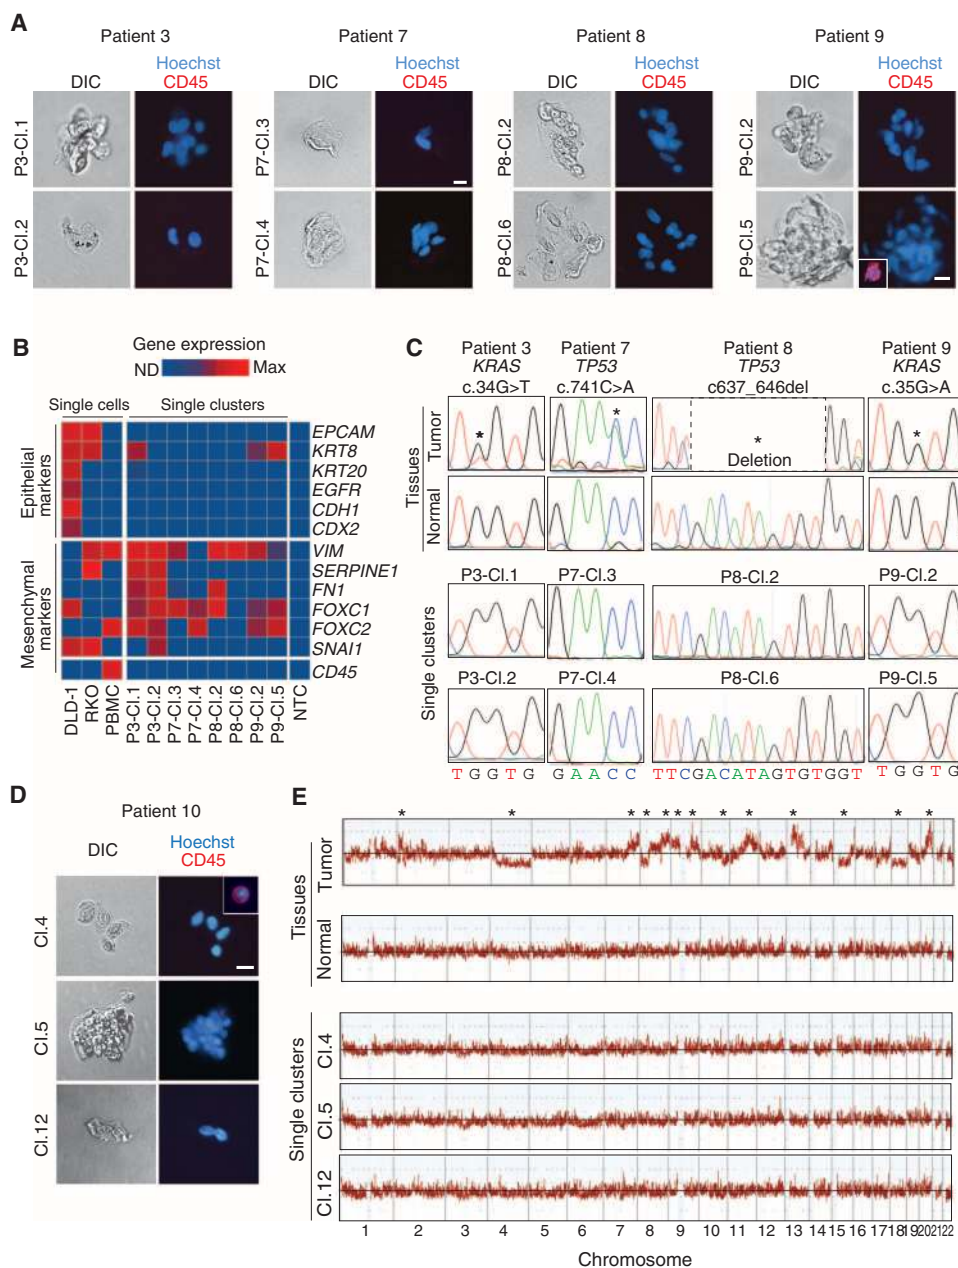 A
Patient 3
Patient 7
Patient 8
Patient 9
DIC
Hoechst
CD45
DIC
Hoechst
CD45
DIC
Hoechst
CD45
DIC
Hoechst
CD45
P3-Cl.1
P7-Cl.3
P8-Cl.2
P9-Cl.2
P3-Cl.2
P7-Cl.4
P8-Cl.6
P9-Cl.5
B
Gene expression
ND
Max
Single cells
Single clusters
Epithelial
markers
EPCAM
KRT8
KRT20
EGFR
CDH1
CDX2
Mesenchymal
markers
VIM
SERPINE1
FN1
FOXC1
FOXC2
SNAI1
CD45
DLD-1
RKO
PBMC
P3-Cl.1
P3-Cl.2
P7-Cl.3
P7-Cl.4
P8-Cl.2
P8-Cl.6
P9-Cl.2
P9-Cl.5
NTC
C
Patient 3
KRAS
c.34G>T
Patient 7
TP53
c.741C>A
Patient 8
TP53
c637_646del
Patient 9
KRAS
c.35G>A
Tissues
Tumor
*
*
*
Deletion
*
Normal
Single clusters
P3-Cl.1
P7-Cl.3
P8-Cl.2
P9-Cl.2
P3-Cl.2
P7-Cl.4
P8-Cl.6
P9-Cl.5
T G G T G
G A A C C
T T C G A C A T A G T G T G G T
T G G T G
D
Patient 10
DIC
Hoechst
CD45
Cl.4
Cl.5
Cl.12
E
* * * * * * * * * * * * *
Tissues
Tumor
Normal
Single clusters
Cl.4
Cl.5
Cl.12
1 2 3 4 5 6 7 8 9 10 11 12 13 14 15 16 17 18 19 20 21 22
Chromosome